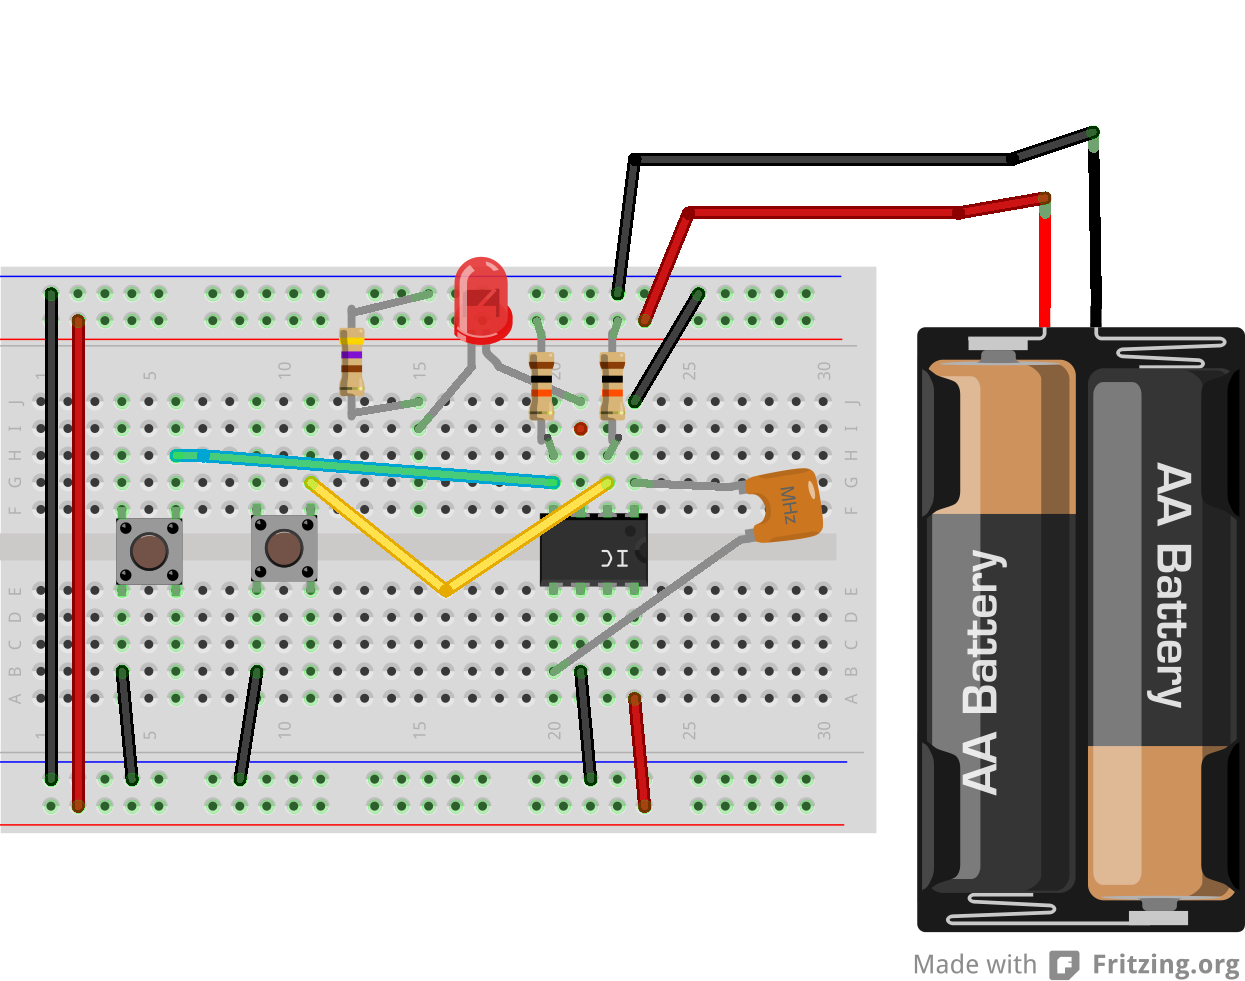 1 5 10 15 20 25 30
J J
I I
H H
G G
F F
MHz
IC
E E
D D
C C
B B
A A
1 5 10 15 20 25 30
AA Battery
AA Battery
Made with Fritzing.org